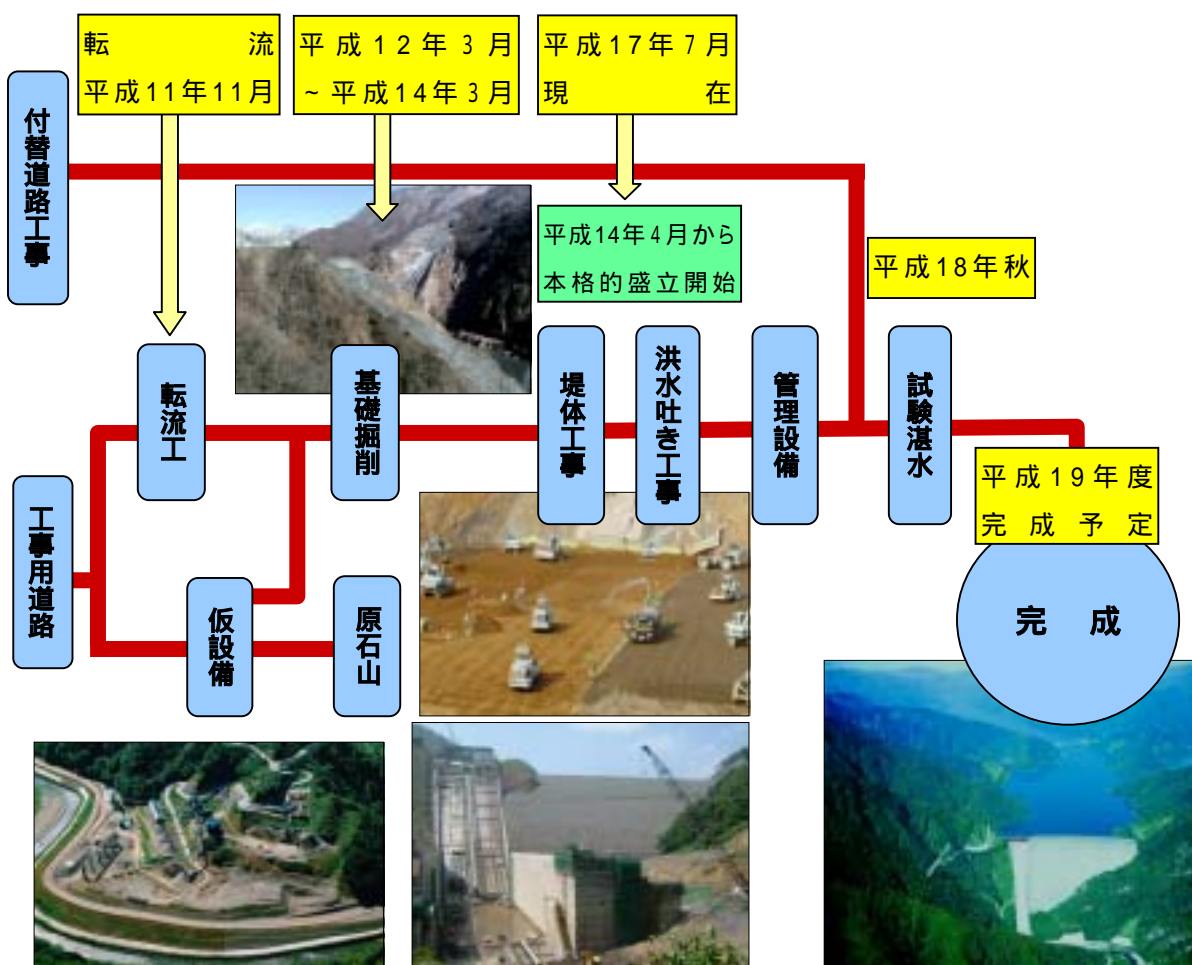 転流
平成11年11月
平成12年3月
~平成14年3月
平成17年7月
現在
付替道路工事
平成14年4月から
本格的盛立開始
平成18年秋
転流工
基礎掘削
堤体工事
洪水吐き工事
管理設備
試験湛水
平成19年度
完成予定
工事用道路
仮設備
原石山
完成